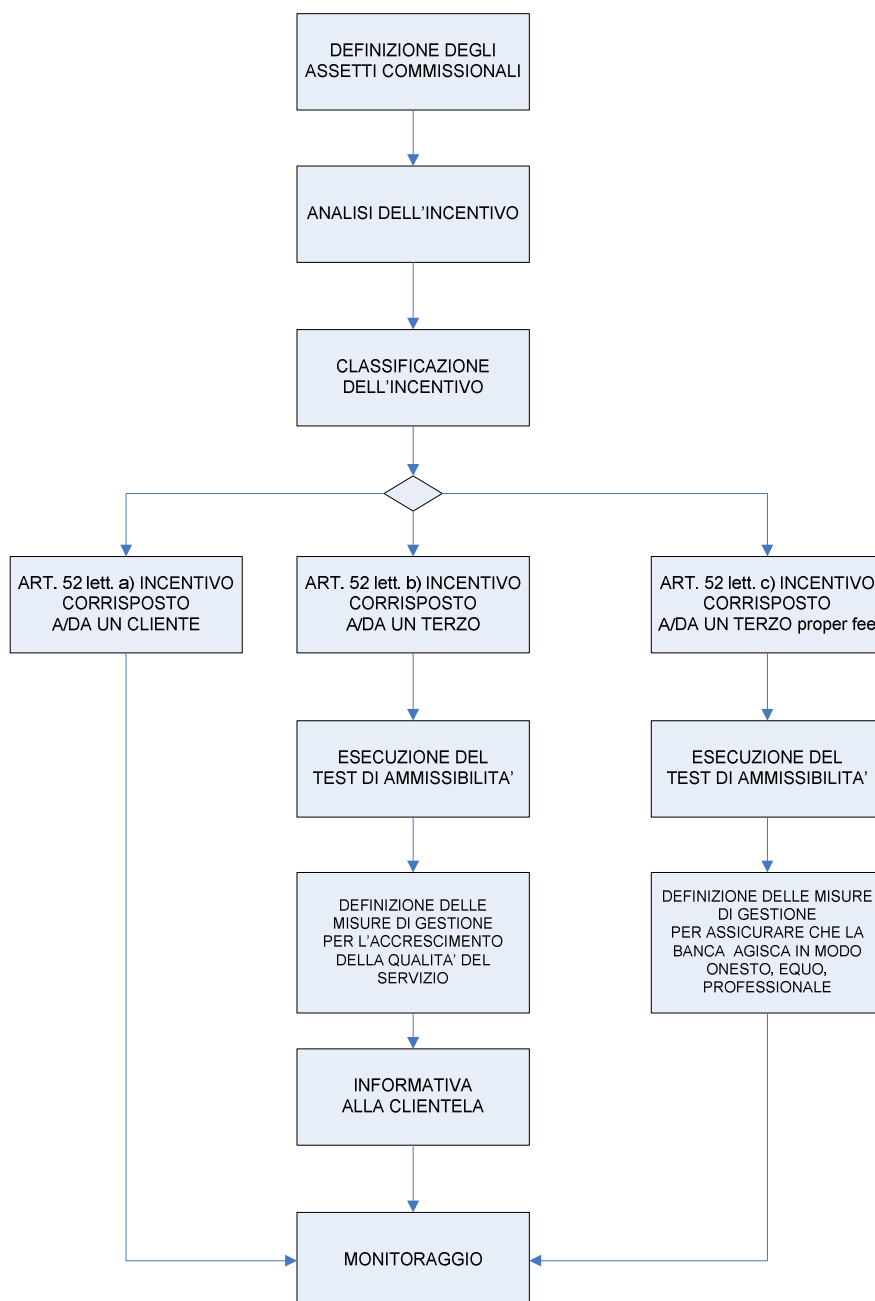 DEFINIZIONE DEGLI
ASSETTI COMMISSIONALI
ANALISI DELL'INCENTIVO
CLASSIFICAZIONE
DELL'INCENTIVO
ART. 52 lett. a) INCENTIVO
CORRISPOSTO
A/DA UN CLIENTE
ART. 52 lett. b) INCENTIVO
CORRISPOSTO
A/DA UN TERZO
ART. 52 lett. c) INCENTIVO
CORRISPOSTO
A/DA UN TERZO proper fee
ESECUZIONE DEL
TEST DI AMMISSIBILITA'
ESECUZIONE DEL
TEST DI AMMISSIBILITA'
DEFINIZIONE DELLE
MISURE DI GESTIONE
PER L'ACCRESCIMENTO
DELLA QUALITA' DEL
SERVIZIO
DEFINIZIONE DELLE MISURE
DI GESTIONE
PER ASSICURARE CHE LA
BANCA AGISCA IN MODO
ONESTO, EQUO,
PROFESSIONALE
INFORMATIVA
ALLA CLIENTELA
MONITORAGGIO